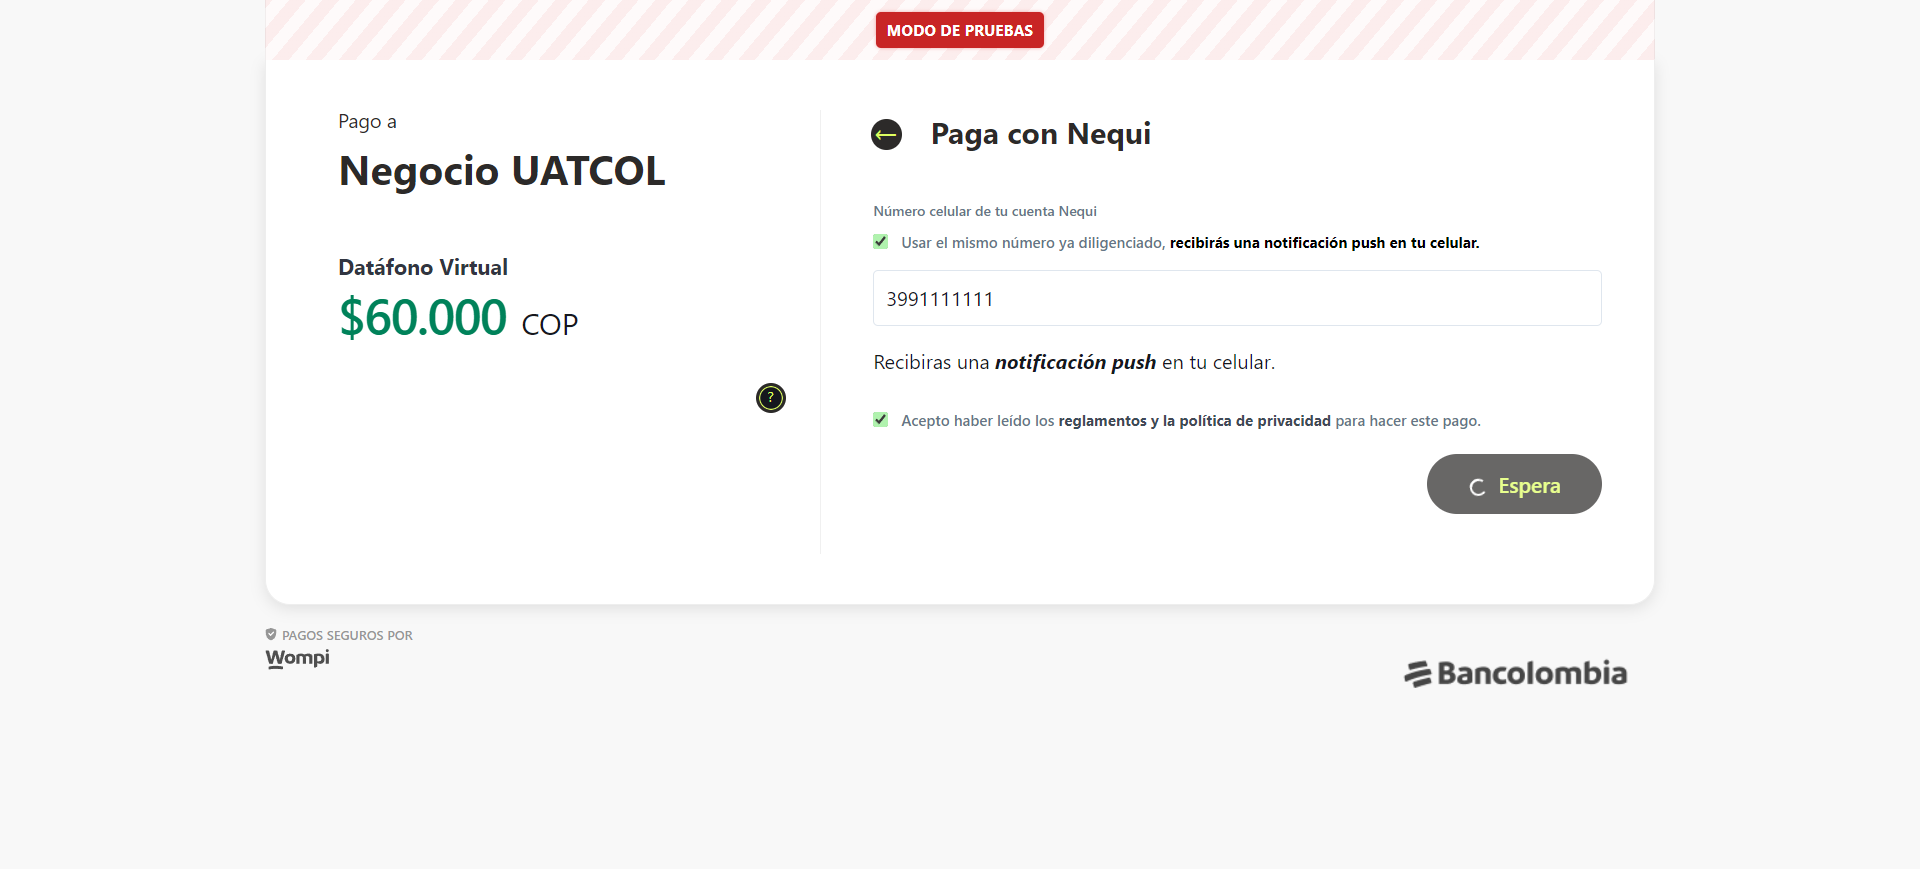 MODO DE PRUEBAS
Pago a
Negocio UATCOL
Datáfono Virtual
$60.000 COP
?
Paga con Nequi
Número celular de tu cuenta Nequi
Usar el mismo número ya diligenciado, recibirás una notificación push en tu celular.
3991111111
Recibiras una notificación push en tu celular.
Acepto haber leído los reglamentos y la política de privacidad para hacer este pago.
Espera
PAGOS SEGUROS POR
Wompi
Bancolombia